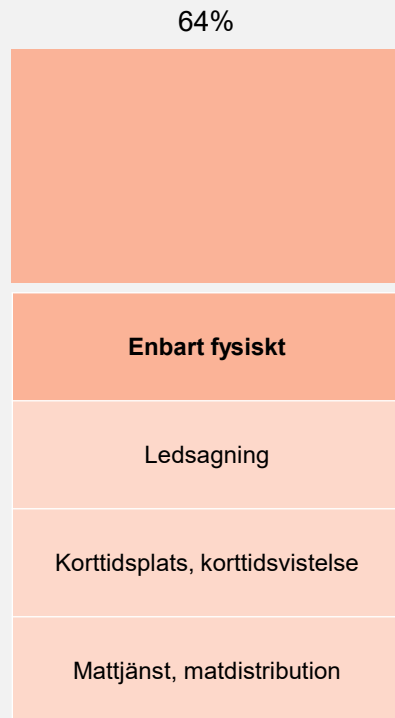 64%
Enbart fysiskt
Ledsagning
Korttidsplats, korttidsvistelse
Mattjänst, matdistribution